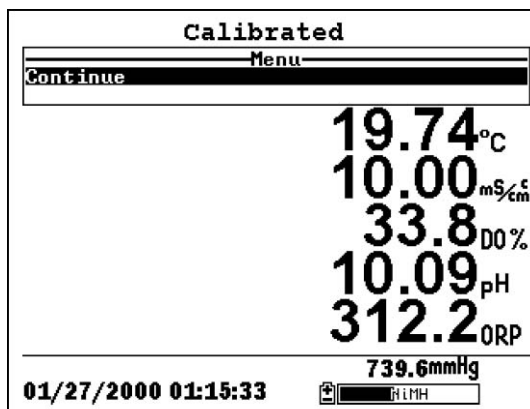 Calibrated
Menu
Continue
19.74°C
10.00mS/cm c
33.8DO%
10.09pH
312.2ORP
739.6mmHg
01/27/2000 01:15:33
NiMH